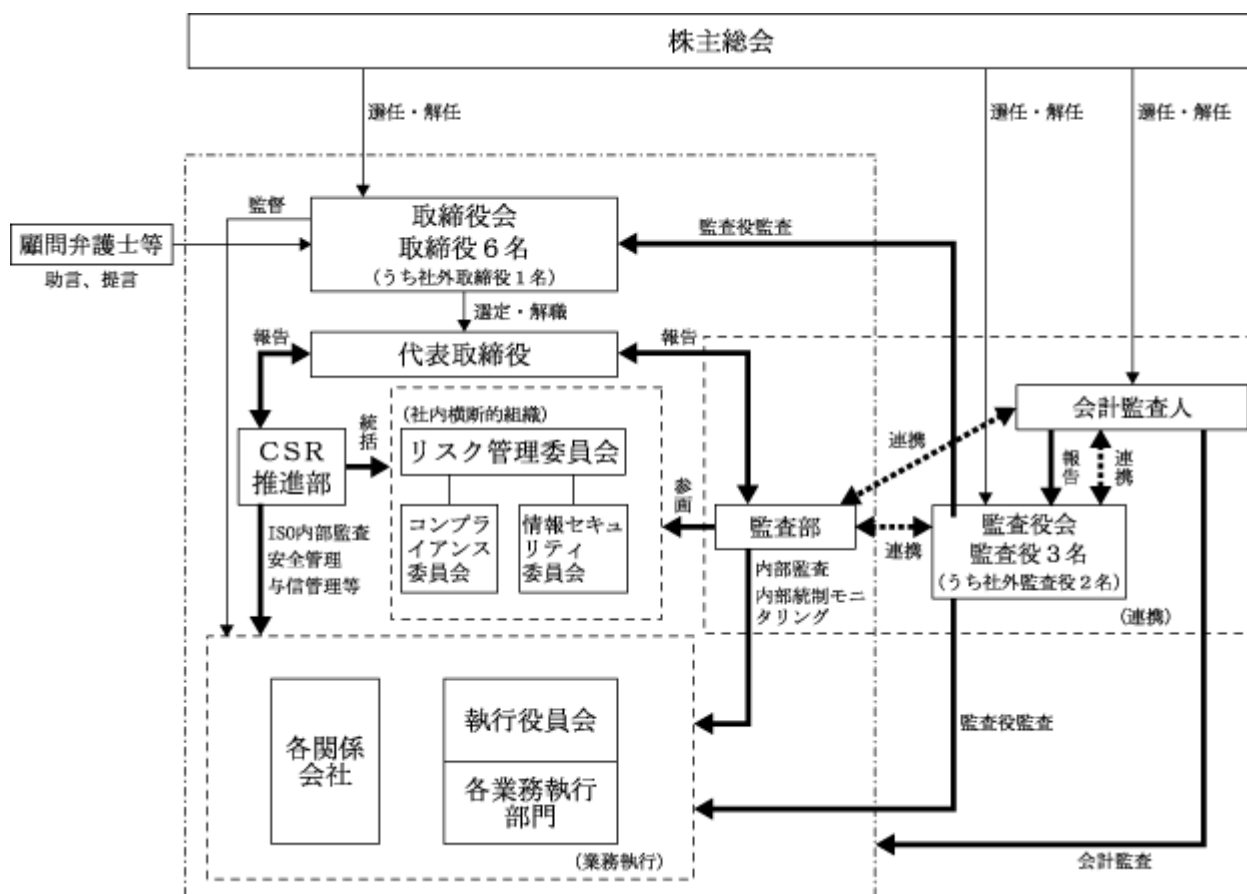 株主総会
選任・解任
選任・解任
選任・解任
監督
取締役会
取締役6名
(うち社外取締役1名)
監査役監査
顧問弁護士等
助言、提言
選定・解職
報告
代表取締役
報告
(社内横断的組織)
統括
リスク管理委員会
CSR
推進部
コンプラ
イアンス
委員会
情報セキュ
リティ
委員会
参画
ISO内部監査
安全管理
与信管理等
会計監査人
連携
報告
連携
監査部
連携
監査役会
監査役3名
(うち社外監査役2名)
(連携)
内部監査
内部統制モニ
タリング
各関係
会社
執行役員会
各業務執行
部門
(業務執行)
監査役監査
会計監査